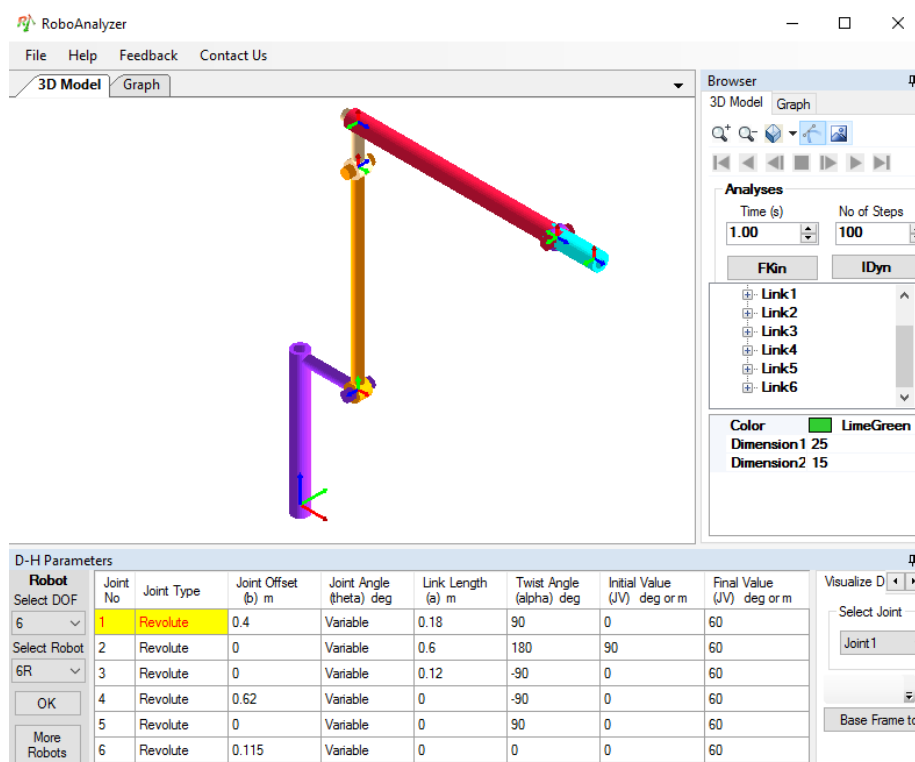 RoboAnalyzer
File Help Feedback Contact Us
3D Model Graph
Browser
3D Model Graph
Analyses
Time (s) No of Steps
1.00 100
FKin IDyn
Link1
Link2
Link3
Link4
Link5
Link6
Color LimeGreen
Dimension1 25
Dimension2 15
D-H Parameters
Robot
Select DOF
6
Select Robot
6R
OK
More
Robots
Joint No Joint Type Joint Offset (b) m Joint Angle (theta) deg Link Length (a) m Twist Angle (alpha) deg Initial Value (JV) deg or m Final Value (JV) deg or m
1 Revolute 0.4 Variable 0.18 90 0 60
2 Revolute 0 Variable 0.6 180 90 60
3 Revolute 0 Variable 0.12 -90 0 60
4 Revolute 0.62 Variable 0 -90 0 60
5 Revolute 0 Variable 0 90 0 60
6 Revolute 0.115 Variable 0 0 0 60
Visualize D
Select Joint
Joint1
Base Frame to